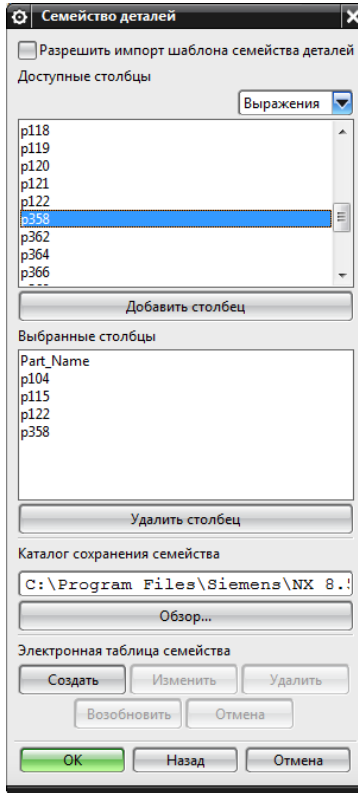 Семейство деталей
Разрешить импорт шаблона семейства деталей
Доступные столбцы
Выражения
p118
p119
p120
p121
p122
p358
p362
p364
p366
Добавить столбец
Выбранные столбцы
Part_Name
p104
p115
p122
p358
Удалить столбец
Каталог сохранения семейства
C:\Program Files\Siemens\NX 8.5
Обзор...
Электронная таблица семейства
Создать Изменить Удалить
Возобновить Отмена
OK Назад Отмена